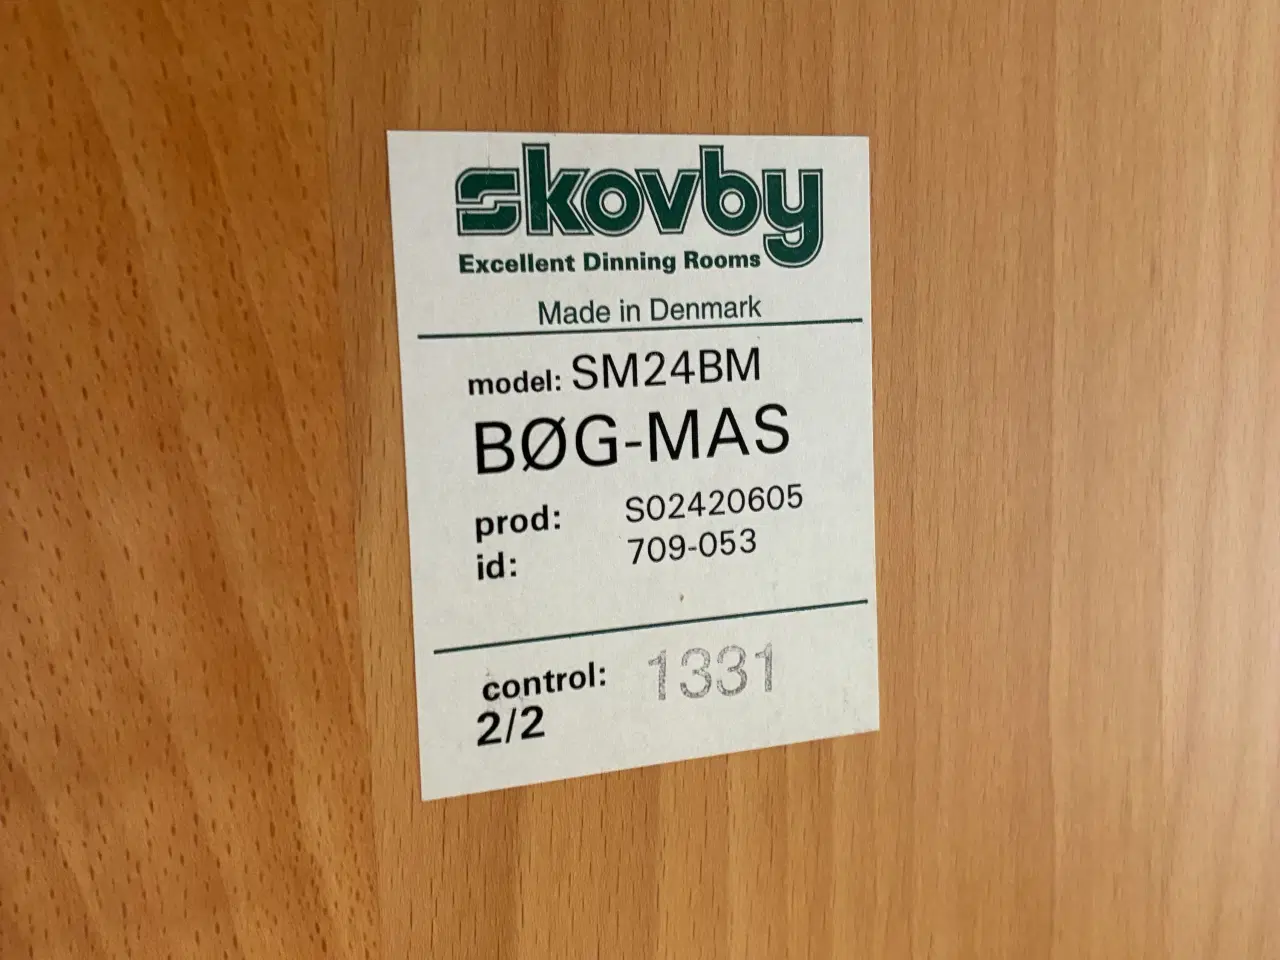 skovby
Excellent Dinning Rooms
Made in Denmark
model: SM24BM
BØG-MAS
prod: S02420605
id: 709-053
control: 1331
2/2